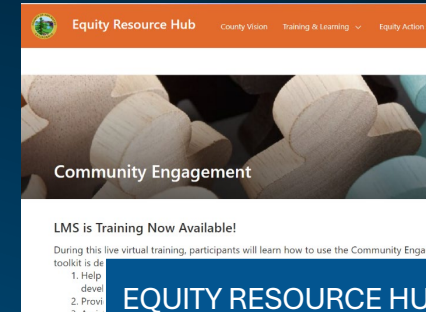 Equity Resource Hub County Vision Training & Learning Equity Action
Community Engagement
LMS is Training Now Available!
During this live virtual training, participants will learn how to use the Community Enga
toolkit is de
1. Help
devel
2. Provi
EQUITY RESOURCE HU